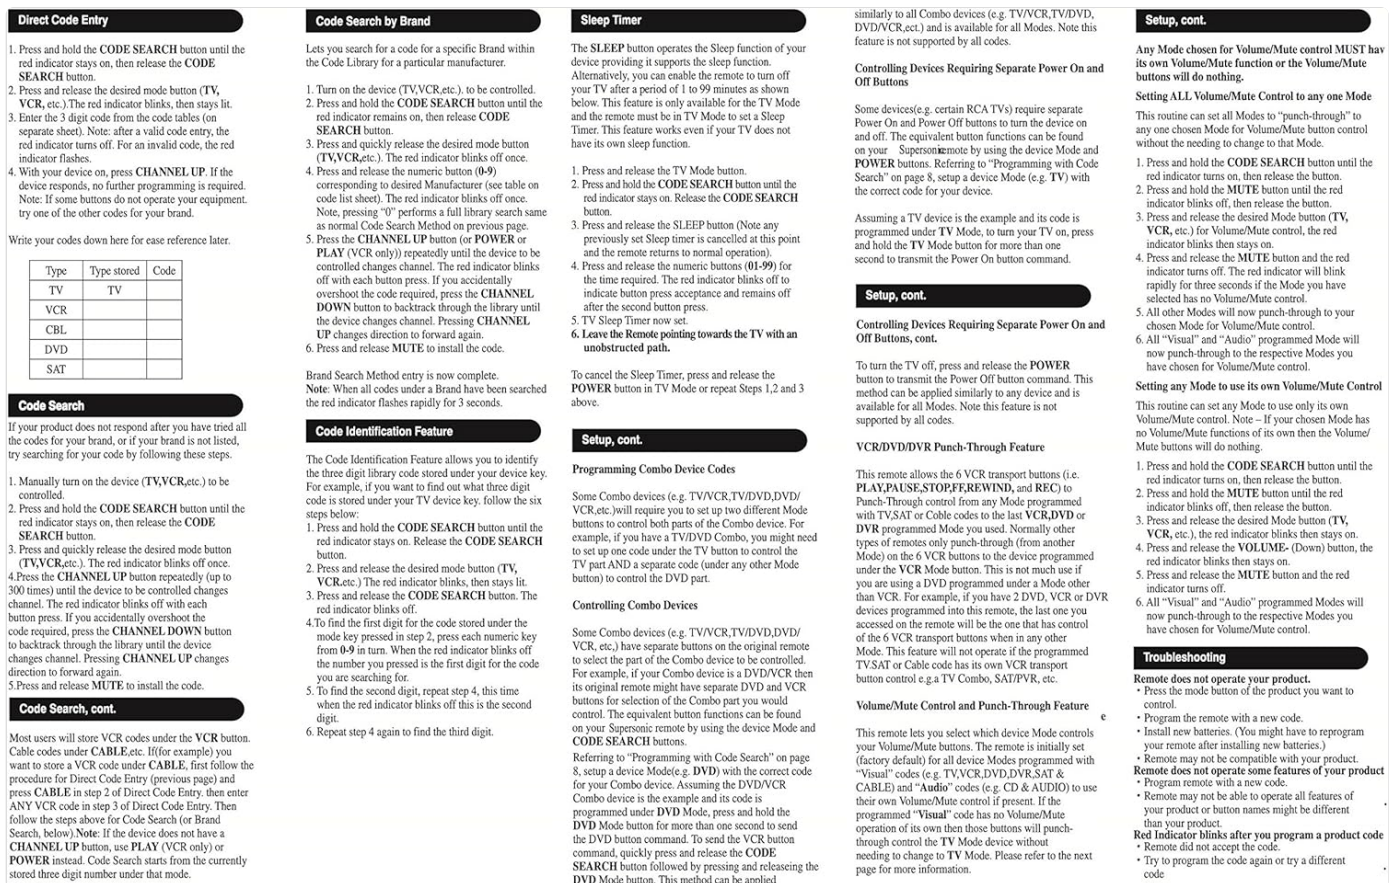 Direct Code Entry
1. Press and hold the CODE SEARCH button until the
red indicator stays on, then release the CODE
SEARCH button.
2. Press and release the desired mode button (TV,
VCR, etc.).The red indicator blinks, then stays lit.
3. Enter the 3 digit code from the code tables (on
separate sheet). Note: after a valid code entry, the
red indicator turns off. For an invalid code, the red
indicator flashes.
4. With your device on, press CHANNEL UP. If the
device responds, no further programming is required.
Note: If some buttons do not operate your equipment.
try one of the other codes for your brand.
Write your codes down here for ease reference later.
Type Type stored Code
TV TV
VCR
CBL
DVD
SAT
Code Search
If your product does not respond after you have tried all
the codes for your brand, or if your brand is not listed,
try searching for your code by following these steps.
1. Manually turn on the device (TV,VCR,etc.) to be
controlled.
2. Press and hold the CODE SEARCH button until the
red indicator stays on, then release the CODE
SEARCH button.
3. Press and quickly release the desired mode button
(TV,VCR,etc.). The red indicator blinks off once.
4.Press the CHANNEL UP button repeatedly (up to
300 times) until the device to be controlled changes
channel. The red indicator blinks off with each
button press. If you accidentally overshoot the
code required, press the CHANNEL DOWN button
to backtrack through the library until the device
changes channel. Pressing CHANNEL UP changes
direction to forward again.
5.Press and release MUTE to install the code.
Code Search, cont.
Most users will store VCR codes under the VCR button.
Cable codes under CABLE,etc. If(for example) you
want to store a VCR code under CABLE, first follow the
procedure for Direct Code Entry (previous page) and
press CABLE in step 2 of Direct Code Entry. then enter
ANY VCR code in step 3 of Direct Code Entry. Then
follow the steps above for Code Search (or Brand
Search, below).Note: If the device does not have a
CHANNEL UP button, use PLAY (VCR only) or
POWER instead. Code Search starts from the currently
stored three digit number under that mode.
Code Search by Brand
Lets you search for a code for a specific Brand within
the Code Library for a particular manufacturer.
1. Turn on the device (TV,VCR,etc.). to be controlled.
2. Press and hold the CODE SEARCH button until the
red indicator remains on, then release CODE
SEARCH button.
3. Press and quickly release the desired mode button
(TV,VCR,etc.). The red indicator blinks off once.
4. Press and release the numeric button (0-9)
corresponding to desired Manufacturer (see table on
code list sheet). The red indicator blinks off once.
Note, pressing "0" performs a full library search same
as normal Code Search Method on previous page.
5. Press the CHANNEL UP button (or POWER or
PLAY (VCR only)) repeatedly until the device to be
controlled changes channel. The red indicator blinks
off with each button press. If you accidentally
overshoot the code required, press the CHANNEL
DOWN button to backtrack through the library until
the device changes channel. Pressing CHANNEL
UP changes direction to forward again.
6. Press and release MUTE to install the code.
Brand Search Method entry is now complete.
Note: When all codes under a Brand have been searched
the red indicator flashes rapidly for 3 seconds.
Code Identification Feature
The Code Identification Feature allows you to identify
the three digit library code stored under your device key.
For example, if you want to find out what three digit
code is stored under your TV device key. follow the six
steps below:
1. Press and hold the CODE SEARCH button until the
red indicator stays on. Release the CODE SEARCH
button.
2. Press and release the desired mode button (TV,
VCR.etc.) The red indicator blinks, then stays lit.
3. Press and release the CODE SEARCH button. The
red indicator blinks off.
4.To find the first digit for the code stored under the
mode key pressed in step 2, press each numeric key
from 0-9 in turn. When the red indicator blinks off
the number you pressed is the first digit for the code
you are searching for.
5. To find the second digit, repeat step 4, this time
when the red indicator blinks off this is the second
digit.
6. Repeat step 4 again to find the third digit.
Sleep Timer
The SLEEP button operates the Sleep function of your
device providing it supports the sleep function.
Alternatively, you can enable the remote to turn off
your TV after a period of 1 to 99 minutes as shown
below. This feature is only available for the TV Mode
and the remote must be in TV Mode to set a Sleep
Timer. This feature works even if your TV does not
have its own sleep function.
1. Press and release the TV Mode button.
2. Press and hold the CODE SEARCH button until the
red indicator stays on. Release the CODE SEARCH
button.
3. Press and release the SLEEP button (Note any
previously set Sleep timer is cancelled at this point
and the remote returns to normal operation).
4. Press and release the numeric buttons (01-99) for
the time required. The red indicator blinks off to
indicate button press acceptance and remains off
after the second button press.
5. TV Sleep Timer now set.
6. Leave the Remote pointing towards the TV with an
unobstructed path.
To cancel the Sleep Timer, press and release the
POWER button in TV Mode or repeat Steps 1,2 and 3
above.
Setup, cont.
Programming Combo Device Codes
Some Combo devices (e.g. TV/VCR,TV/DVD,DVD/
VCR,etc.)will require you to set up two different Mode
buttons to control both parts of the Combo device. For
example, if you have a TV/DVD Combo, you might need
to set up one code under the TV button to control the
TV part AND a separate code (under any other Mode
button) to control the DVD part.
Controlling Combo Devices
Some Combo devices (e.g. TV/VCR,TV/DVD,DVD/
VCR, etc,) have separate buttons on the original remote
to select the part of the Combo device to be controlled.
For example, if your Combo device is a DVD/VCR then
its original remote might have separate DVD and VCR
buttons for selection of the Combo part you would
control. The equivalent button functions can be found
on your Supersonic remote by using the device Mode and
CODE SEARCH buttons.
Referring to "Programming with Code Search" on page
8, setup a device Mode(e.g. DVD) with the correct code
for your Combo device. Assuming the DVD/VCR
Combo device is the example and its code is
programmed under DVD Mode, press and hold the
DVD Mode button for more than one second to send
the DVD button command. To send the VCR button
command, quickly press and release the CODE
SEARCH button followed by pressing and releaseing the
DVD Mode button. This method can be applied
similarly to all Combo devices (e.g. TV/VCR,TV/DVD,
DVD/VCR,ect.) and is available for all Modes. Note this
feature is not supported by all codes.
Controlling Devices Requiring Separate Power On and
Off Buttons
Some devices(e.g. certain RCA TVs) require separate
Power On and Power Off buttons to turn the device on
and off. The equivalent button functions can be found
on your Supersonic remote by using the device Mode and
POWER buttons. Referring to "Programming with Code
Search" on page 8, setup a device Mode (e.g. TV) with
the correct code for your device.
Assuming a TV device is the example and its code is
programmed under TV Mode, to turn your TV on, press
and hold the TV Mode button for more than one
second to transmit the Power On button command.
Setup, cont.
Controlling Devices Requiring Separate Power On and
Off Buttons, cont.
To turn the TV off, press and release the POWER
button to transmit the Power Off button command. This
method can be applied similarly to any device and is
available for all Modes. Note this feature is not
supported by all codes.
VCR/DVD/DVR Punch-Through Feature
This remote allows the 6 VCR transport buttons (i.e.
PLAY,PAUSE,STOP,FF,REWIND, and REC) to
Punch-Through control from any Mode programmed
with TV,SAT or Coble codes to the last VCR,DVD or
DVR programmed Mode you used. Normally other
types of remotes only punch-through (from another
Mode) on the 6 VCR buttons to the device programmed
under the VCR Mode button. This is not much use if
you are using a DVD programmed under a Mode other
than VCR. For example, if you have 2 DVD, VCR or DVR
devices programmed into this remote, the last one you
accessed on the remote will be the one that has control
of the 6 VCR transport buttons when in any other
Mode. This feature will not operate if the programmed
TV.SAT or Cable code has its own VCR transport
button control e.g.a TV Combo, SAT/PVR, etc.
Volume/Mute Control and Punch-Through Feature
e
This remote lets you select which device Mode controls
your Volume/Mute buttons. The remote is initially set
(factory default) for all device Modes programmed with
"Visual" codes (e.g. TV,VCR,DVD,DVR,SAT &
CABLE) and "Audio" codes (e.g. CD & AUDIO) to use
their own Volume/Mute control if present. If the
programmed "Visual" code has no Volume/Mute
operation of its own then those buttons will punch-
through control the TV Mode device without
needing to change to TV Mode. Please refer to the next
page for more information.
Setup, cont.
Any Mode chosen for Volume/Mute control MUST hav
its own Volume/Mute function or the Volume/Mute
buttons will do nothing.
Setting ALL Volume/Mute Control to any one Mode
This routine can set all Modes to "punch-through" to
any one chosen Mode for Volume/Mute button control
without the needing to change to that Mode.
1. Press and hold the CODE SEARCH button until the
red indicator turns on, then release the button.
2. Press and hold the MUTE button until the red
indicator blinks off, then release the button.
3. Press and release the desired Mode button (TV,
VCR, etc.) for Volume/Mute control, the red
indicator blinks then stays on.
4. Press and release the MUTE button and the red
indicator turns off. The red indicator will blink
rapidly for three seconds if the Mode you have
selected has no Volume/Mute control.
5. All other Modes will now punch-through to your
chosen Mode for Volume/Mute control.
6. All "Visual" and "Audio" programmed Mode will
now punch-through to the respective Modes you
have chosen for Volume/Mute control.
Setting any Mode to use its own Volume/Mute Control
This routine can set any Mode to use only its own
Volume/Mute control. Note – If your chosen Mode has
no Volume/Mute functions of its own then the Volume/
Mute buttons will do nothing.
1. Press and hold the CODE SEARCH button until the
red indicator turns on, then release the button.
2. Press and hold the MUTE button until the red
indicator blinks off, then release the button.
3. Press and release the desired Mode button (TV,
VCR, etc.), the red indicator blinks then stays on.
4. Press and release the VOLUME- (Down) button, the
red indicator blinks then stays on.
5. Press and release the MUTE button and the red
indicator turns off.
6. All "Visual" and "Audio" programmed Modes will
now punch-through to the respective Modes you
have chosen for Volume/Mute control.
Troubleshooting
Remote does not operate your product.
• Press the mode button of the product you want to
control.
• Program the remote with a new code.
• Install new batteries. (You might have to reprogram
your remote after installing new batteries.)
• Remote may not be compatible with your product.
Remote does not operate some features of your product
• Program remote with a new code.
• Remote may not be able to operate all features of
your product or button names might be different
than your product.
Red Indicator blinks after you program a product code
• Remote did not accept the code.
• Try to program the code again or try a different
code